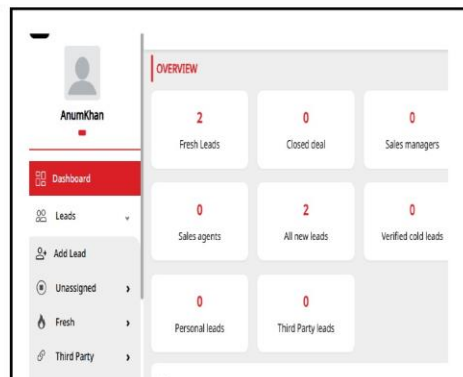 AnumKhan
Dashboard
Leads
Add Lead
Unassigned
Fresh
Third Party
OVERVIEW
2
Fresh Leads
0
Closed deal
0
Sales managers
0
Sales agents
2
All new leads
0
Verified cold leads
0
Personal leads
0
Third Party leads